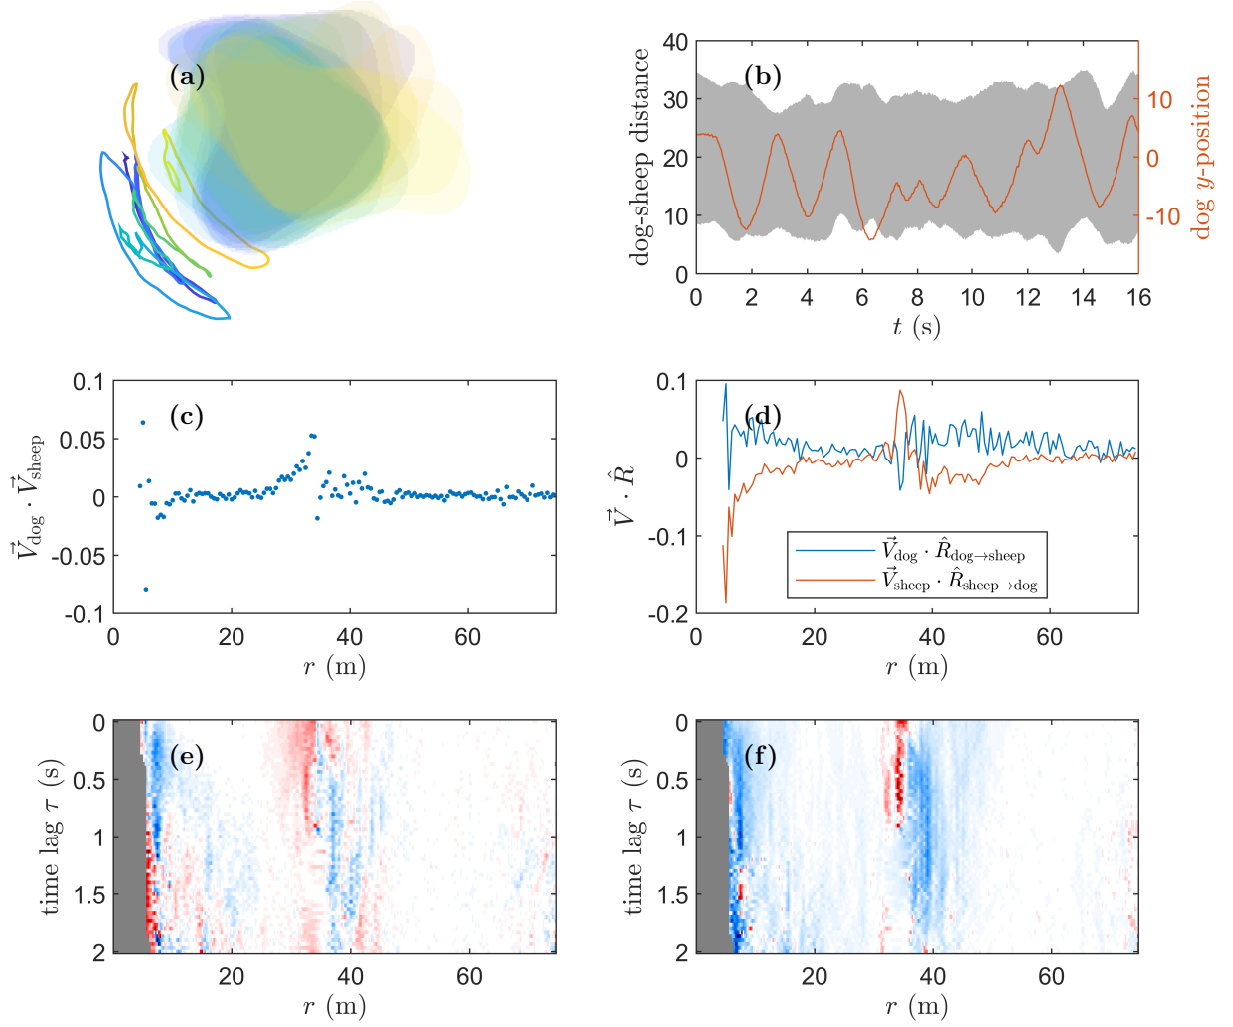 (a)
(b)
dog-sheep distance
40
30
20
10
0
10
0
-10
dog y-position
0 2 4 6 8 10 12 14 16
t (s)
(c)
V⃗dog · V⃗sheep
0.1
0.05
0
-0.05
-0.1
0 20 40 60
r (m)
(d)
V⃗ · R̂
0.1
0
-0.1
-0.2
V⃗dog · R̂dog→sheep
V⃗sheep · R̂sheep→dog
20 40 60
r (m)
(e)
time lag τ (s)
0
0.5
1
1.5
2
20 40 60
r (m)
(f)
time lag τ (s)
0
0.5
1
1.5
2
20 40 60
r (m)